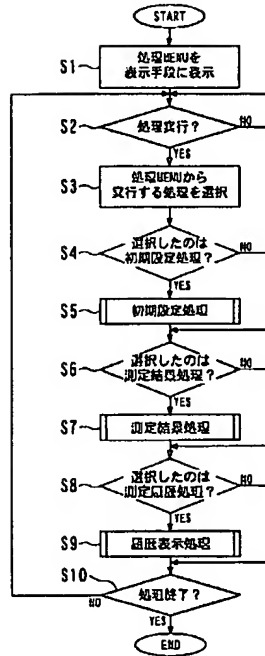 START
S1
処理MENUを
表示手段に表示
S2
処理実行?
NO
YES
S3
処理MENUから
実行する処理を選択
S4
選択したのは
初期設定処理?
NO
YES
S5
初期設定処理
S6
選択したのは
測定結果処理?
NO
YES
S7
測定結果処理
S8
選択したのは
測定履歴処理?
NO
YES
S9
履歴表示処理
S10
処理終了?
NO
YES
END